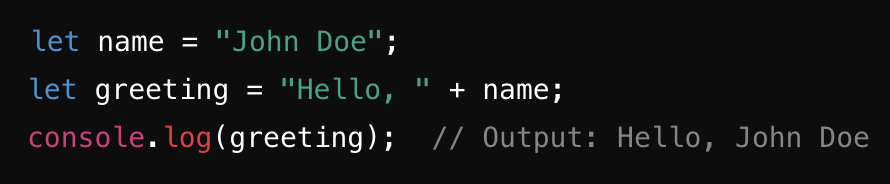 let name = "John Doe";
let greeting = "Hello, " + name;
console.log(greeting);  // Output: Hello, John Doe